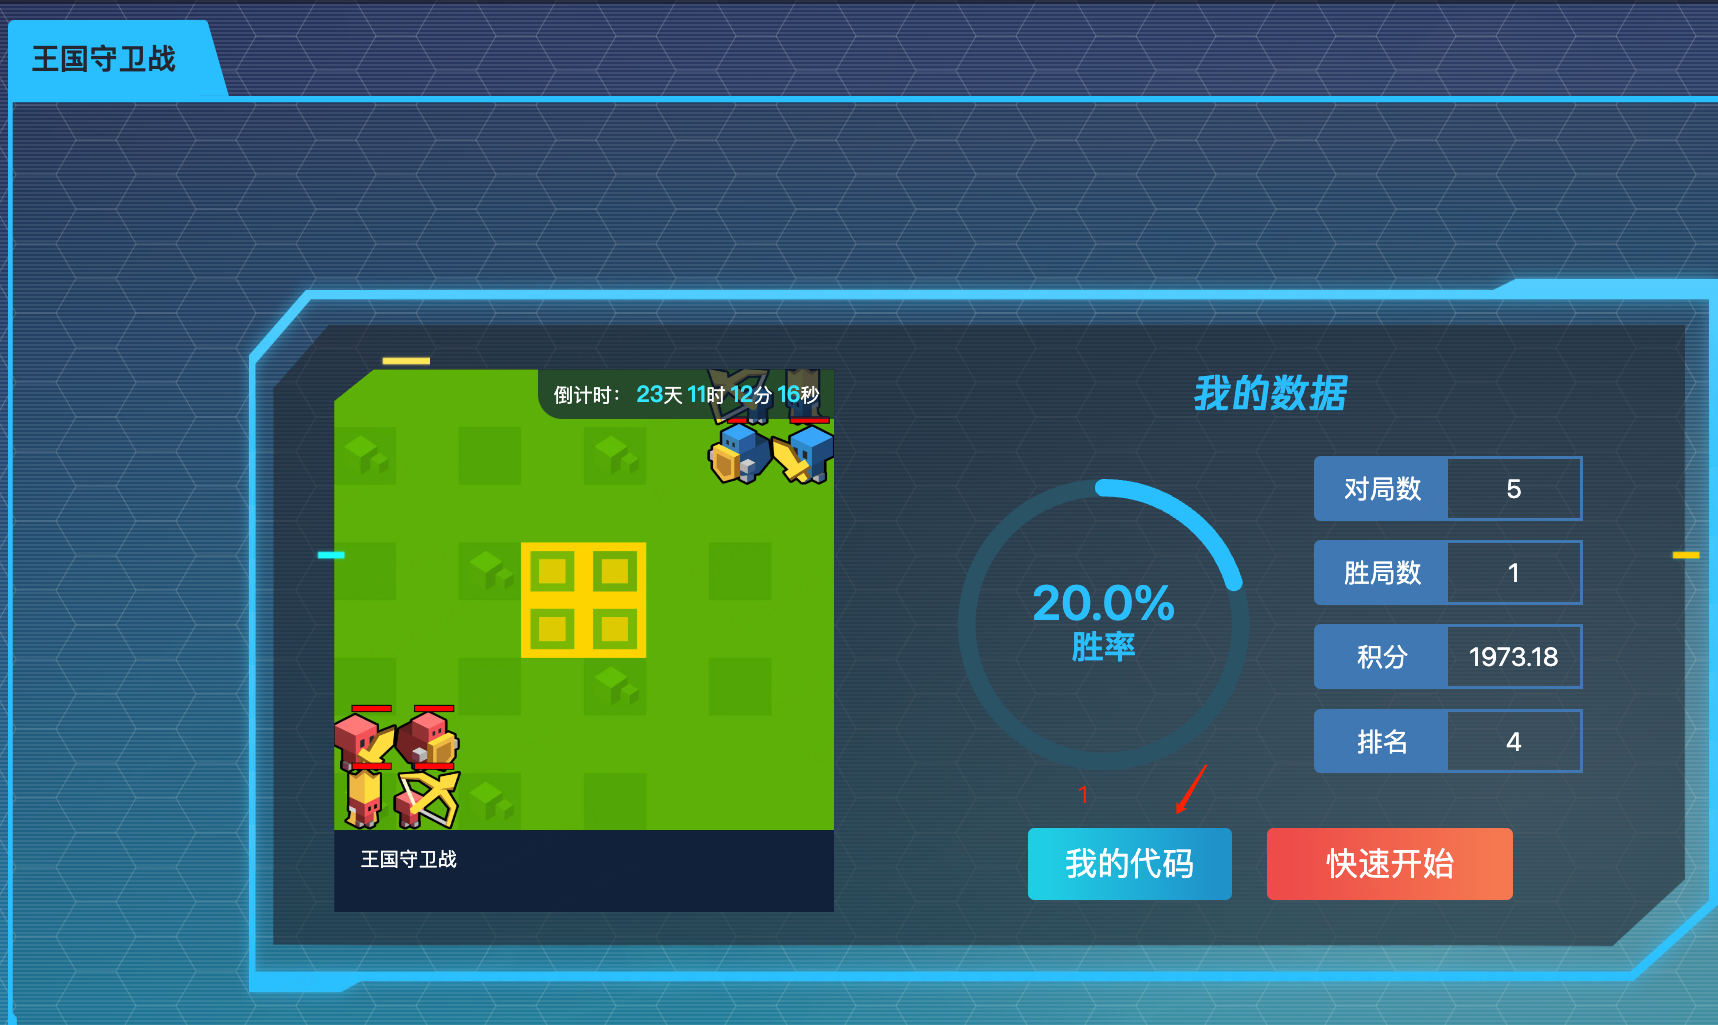 王国守卫战
倒计时： 23天 11时 12分 16秒
王国守卫战
我的数据
20.0%
胜率
对局数 5
胜局数 1
积分 1973.18
排名 4
1
我的代码 快速开始